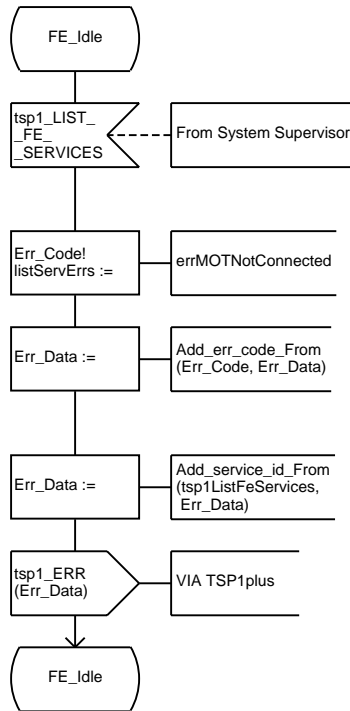 FE_Idle
tsp1_LIST_
_FE_
_SERVICES
From System Supervisor
Err_Code!
listServErrs :=
errMOTNotConnected
Err_Data :=
Add_err_code_From
(Err_Code, Err_Data)
Err_Data :=
Add_service_id_From
(tsp1ListFeServices,
Err_Data)
tsp1_ERR
(Err_Data)
VIA TSP1plus
FE_Idle